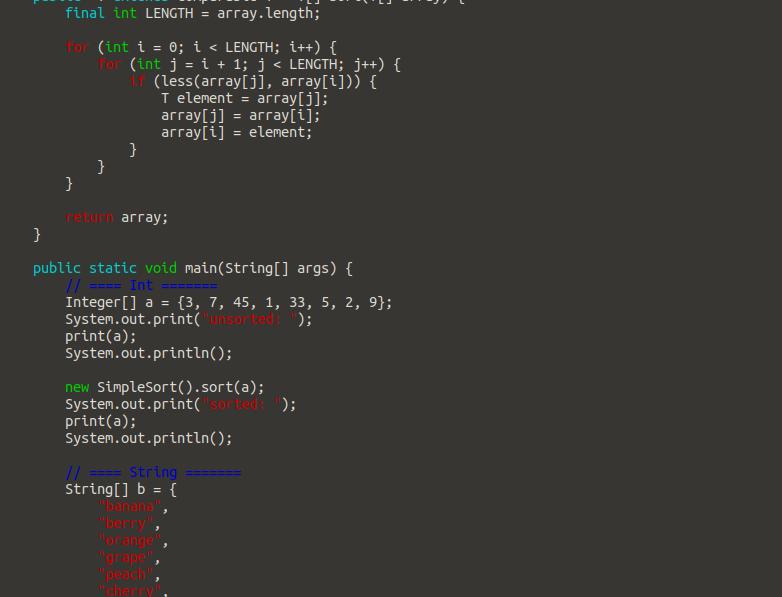 final int LENGTH = array.length;
for (int i = 0; i < LENGTH; i++) {
for (int j = i + 1; j < LENGTH; j++) {
if (less(array[j], array[i])) {
T element = array[j];
array[j] = array[i];
array[i] = element;
}
}
}
return array;
}
public static void main(String[] args) {
// ==== Int =======
Integer[] a = {3, 7, 45, 1, 33, 5, 2, 9};
System.out.print("unsorted: ");
print(a);
System.out.println();
new SimpleSort().sort(a);
System.out.print("sorted: ");
print(a);
System.out.println();
// ==== String =======
String[] b = {
"banana",
"berry",
"orange",
"grape",
"peach",
"cherry",